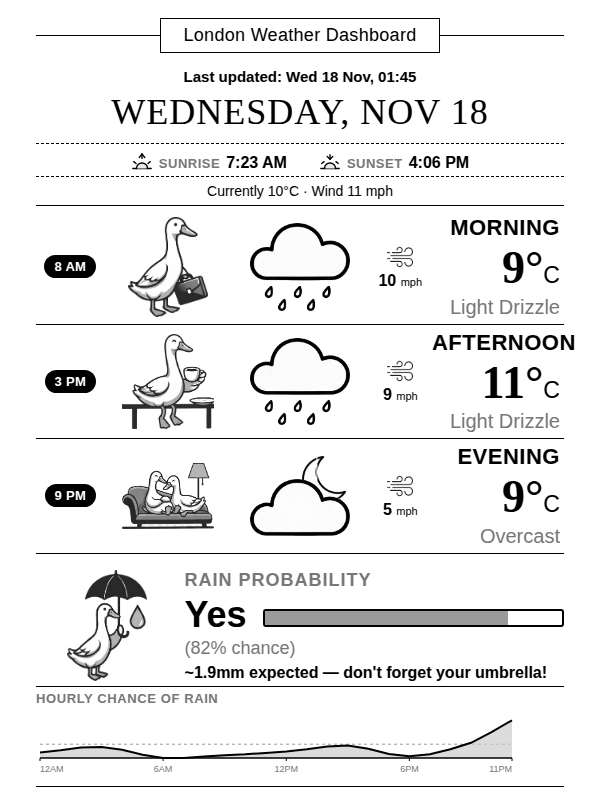 London Weather Dashboard
Last updated: Wed 18 Nov, 01:45
WEDNESDAY, NOV 18
SUNRISE 7:23 AM SUNSET 4:06 PM
Currently 10°C · Wind 11 mph
MORNING
8 AM
10 mph
9°C
Light Drizzle
AFTERNOON
3 PM
9 mph
11°C
Light Drizzle
EVENING
9 PM
5 mph
9°C
Overcast
RAIN PROBABILITY
Yes
(82% chance)
~1.9mm expected — don't forget your umbrella!
HOURLY CHANCE OF RAIN
12AM 6AM 12PM 6PM 11PM